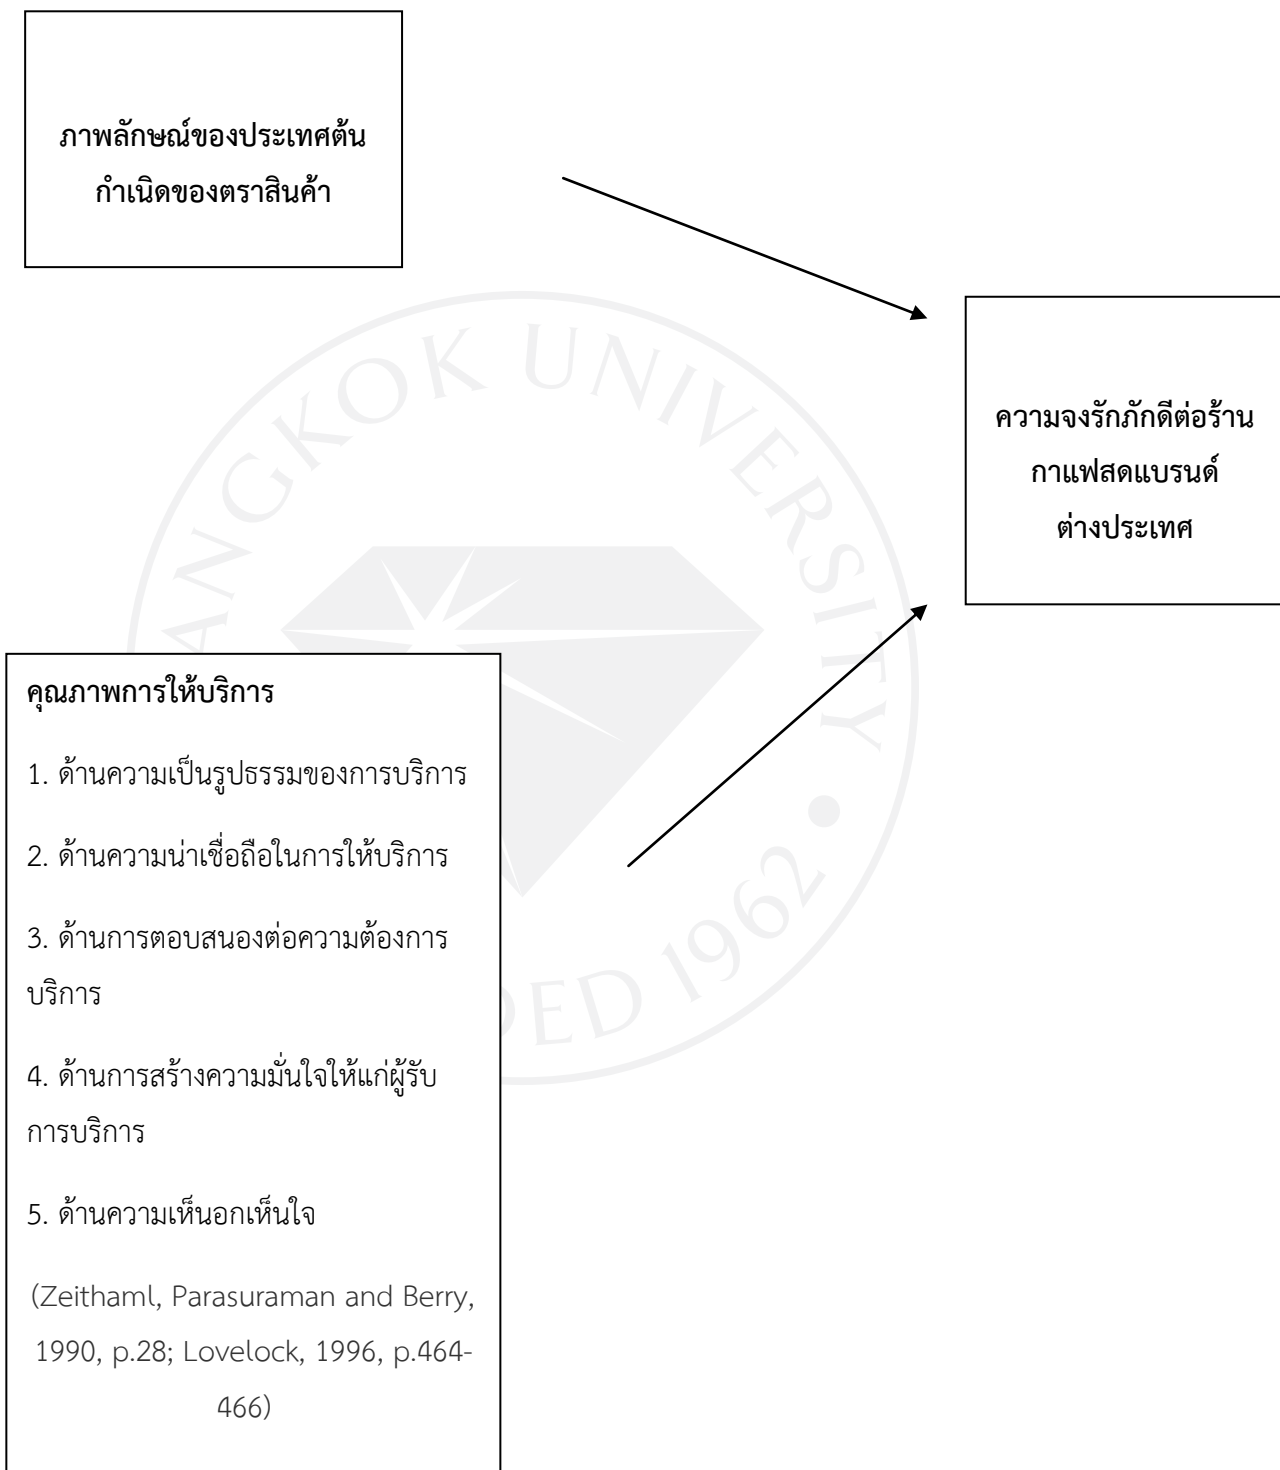 ภาพลักษณ์ของประเทศต้น
กำเนิดของตราสินค้า
ความจงรักภักดีต่อร้าน
กาแฟสดแบรนด์
ต่างประเทศ
คุณภาพการให้บริการ
1. ด้านความเป็นรูปธรรมของการบริการ
2. ด้านความน่าเชื่อถือในการให้บริการ
3. ด้านการตอบสนองต่อความต้องการ
บริการ
4. ด้านการสร้างความมั่นใจให้แก่ผู้รับ
การบริการ
5. ด้านความเห็นอกเห็นใจ
(Zeithaml, Parasuraman and Berry,
1990, p.28; Lovelock, 1996, p.464-
466)
ANGKOK UNIVERSITY •
DED 1962 •